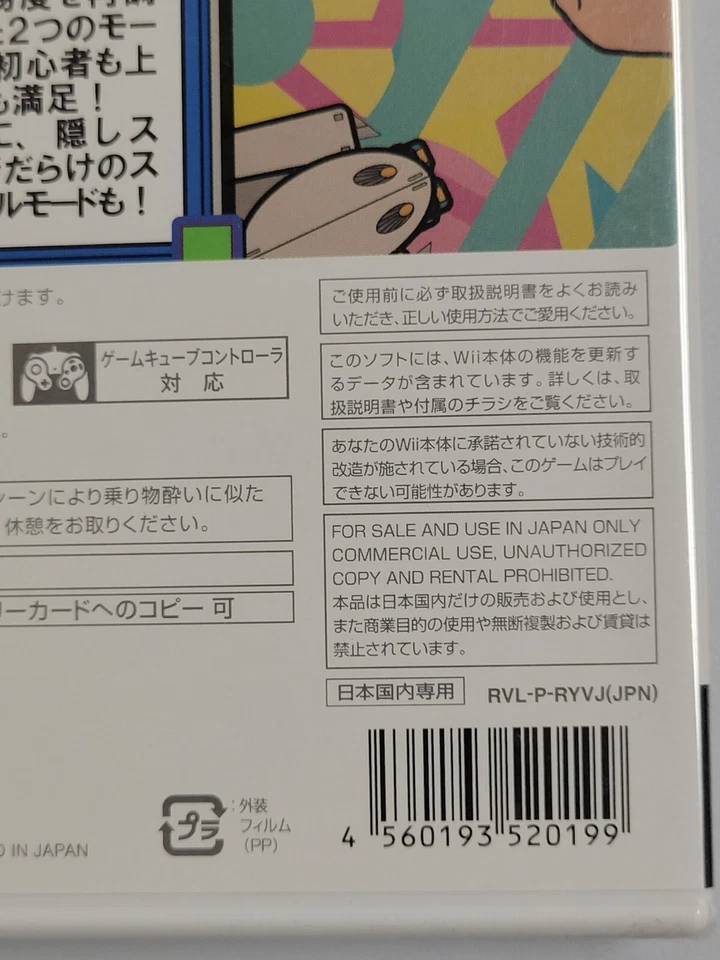 2つのモー
初心者も上
満足！
、隠しス
だらけのス
ルモードも！
けます。
ゲームキューブコントローラ
対 応
。
シーンにより乗り物酔いに似た
休憩をお取りください。
リーカードへのコピー 可
ご使用前に必ず取扱説明書をよくお読み
いただき、正しい使用方法でご愛用ください。
このソフトには、Wii本体の機能を更新す
るデータが含まれています。詳しくは、取
扱説明書や付属のチラシをご覧ください。
あなたのWii本体に承諾されていない技術的
改造が施されている場合、このゲームはプレイ
できない可能性があります。
FOR SALE AND USE IN JAPAN ONLY
COMMERCIAL USE, UNAUTHORIZED
COPY AND RENTAL PROHIBITED.
本品は日本国内だけの販売および使用とし、
また商業目的の使用や無断複製および賃貸は
禁止されています。
日本国内専用
RVL-P-RYVJ(JPN)
プラ
：外装
フィルム
(PP)
IN JAPAN
4 560193 520199